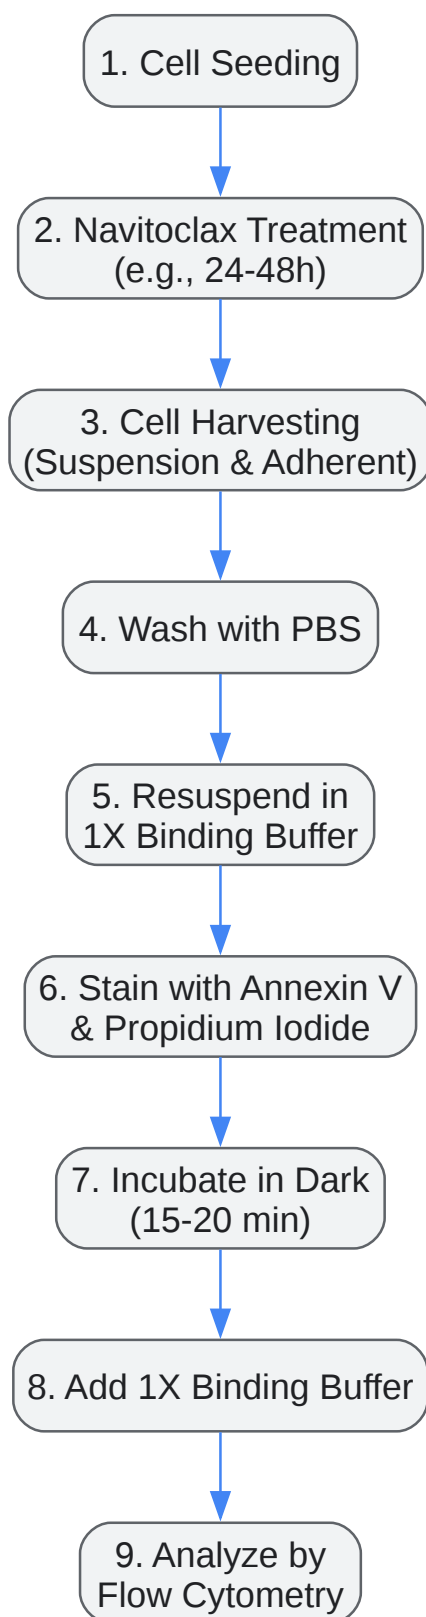 1. Cell Seeding
2. Navitoclax Treatment
(e.g., 24-48h)
3. Cell Harvesting
(Suspension & Adherent)
4. Wash with PBS
5. Resuspend in
1X Binding Buffer
6. Stain with Annexin V
& Propidium Iodide
7. Incubate in Dark
(15-20 min)
8. Add 1X Binding Buffer
9. Analyze by
Flow Cytometry